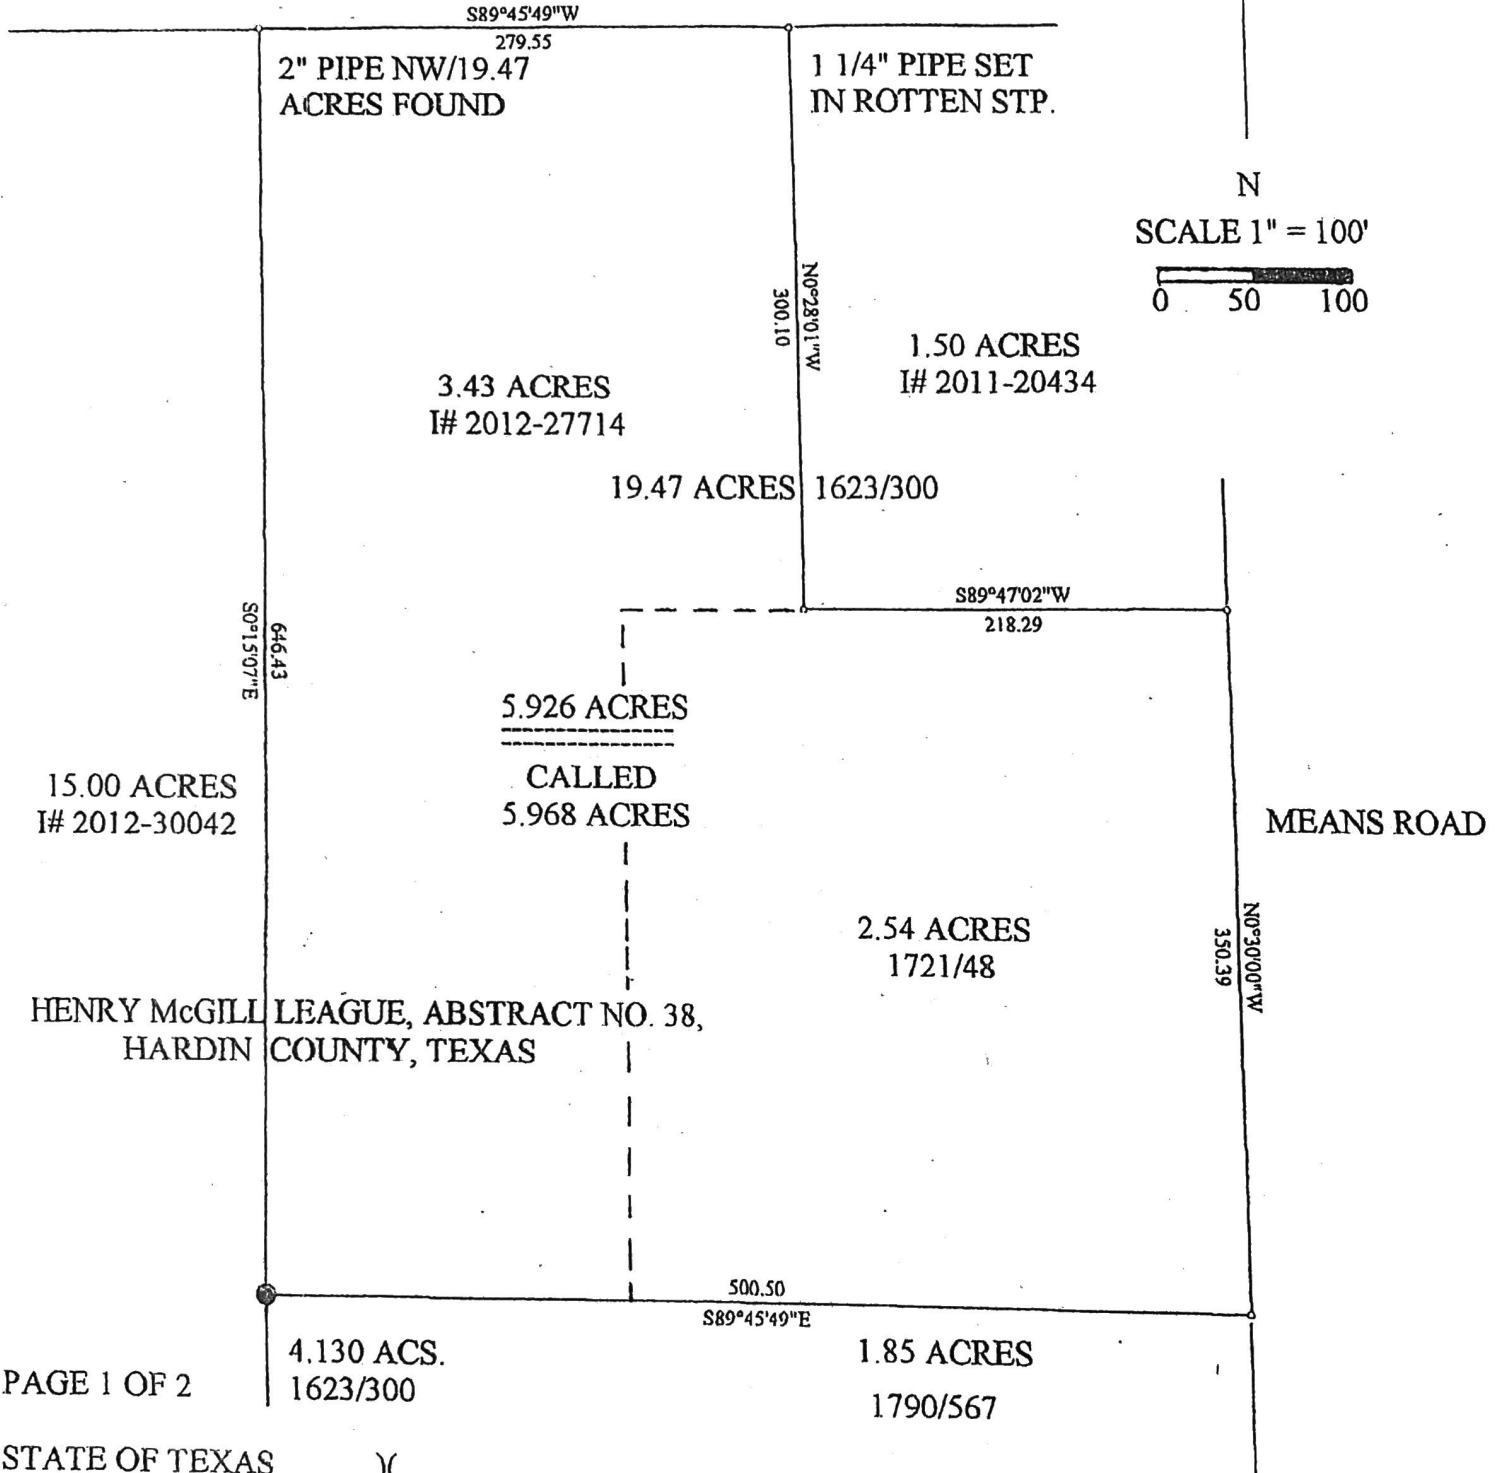 S89°45'49"W
279.55
2" PIPE NW/19.47
ACRES FOUND
1 1/4" PIPE SET
IN ROTTEN STP.
N
SCALE 1" = 100'
0 50 100
N0°28'01"W
300.10
1.50 ACRES
I# 2011-20434
3.43 ACRES
I# 2012-27714
19.47 ACRES 1623/300
S89°47'02"W
218.29
646.43
S0°15'07"E
5.926 ACRES
CALLED
5.968 ACRES
15.00 ACRES
I# 2012-30042
MEANS ROAD
2.54 ACRES
1721/48
N0°30'00"W
350.39
HENRY McGILL LEAGUE, ABSTRACT NO. 38,
HARDIN COUNTY, TEXAS
500.50
S89°45'49"E
4.130 ACS.
1623/300
1.85 ACRES
1790/567
PAGE 1 OF 2
STATE OF TEXAS )(